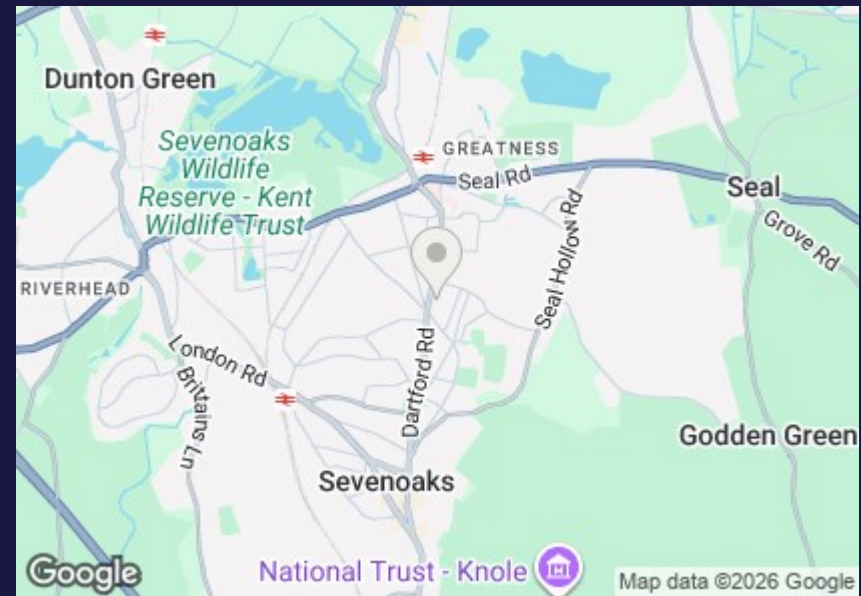 Dunton Green
Sevenoaks
Wildlife
Reserve - Kent
Wildlife Trust
GREATNESS
Seal Rd
Seal
Grove Rd
Seal Hollow Rd
RIVERHEAD
London Rd
Brittains Ln
Dartford Rd
Godden Green
Sevenoaks
National Trust - Knole
Google
Map data ©2026 Google